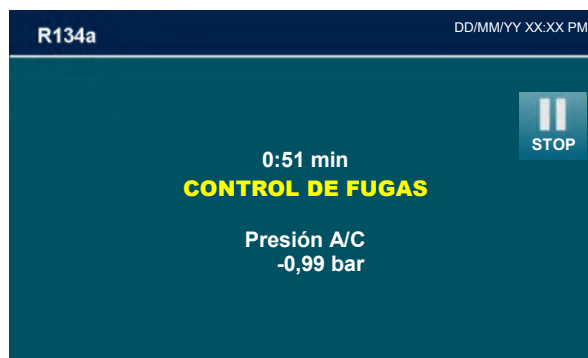 R134a
DD/MM/YY XX:XX PM
STOP
0:51 min
CONTROL DE FUGAS
Presión A/C
-0,99 bar